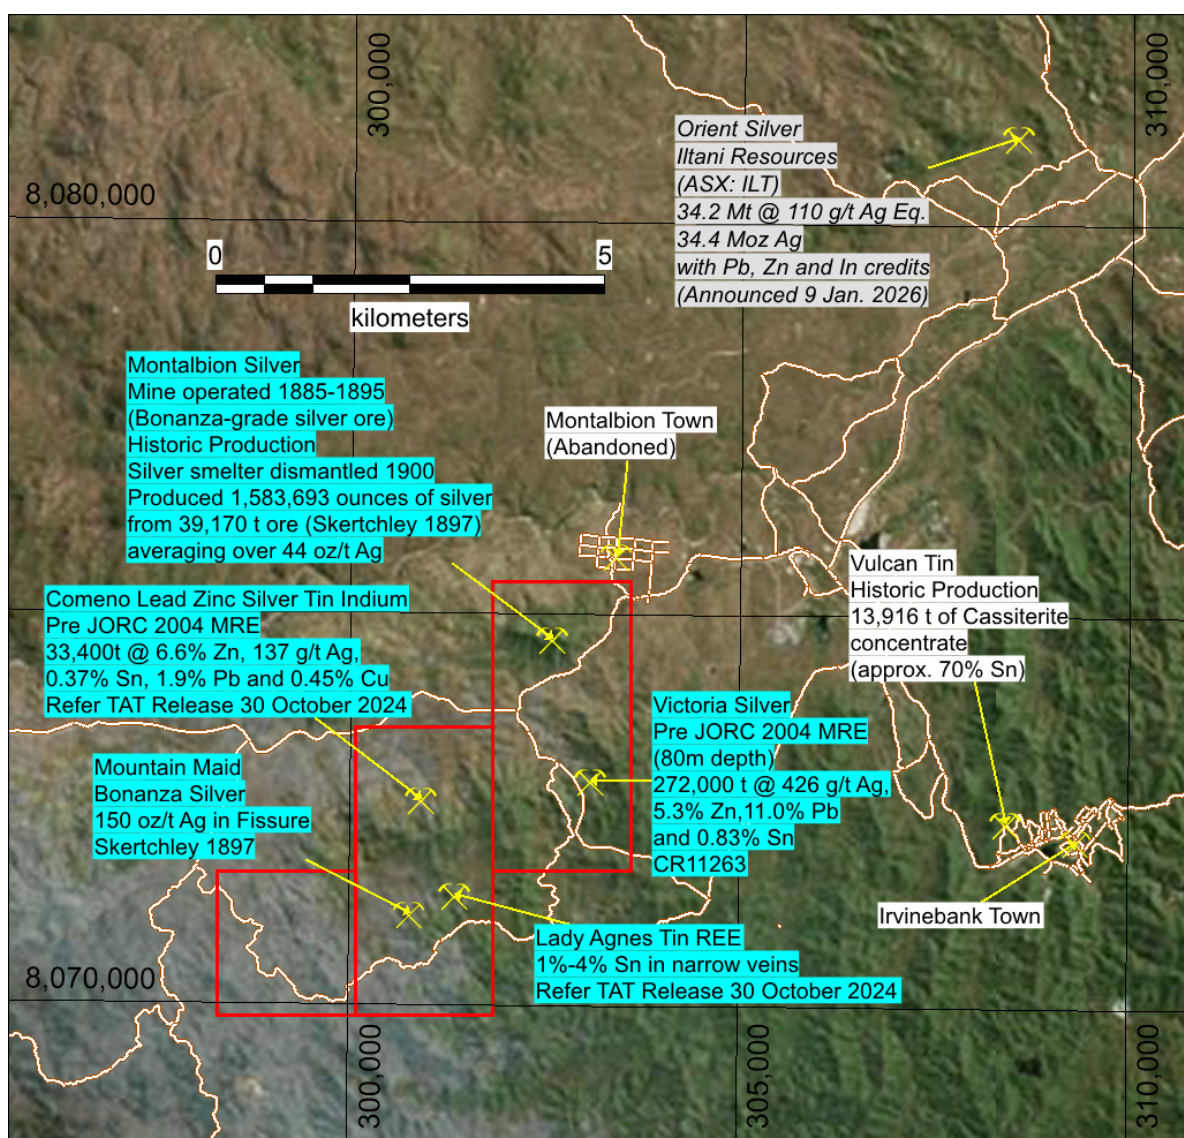 300,000
310,000
Orient Silver
Iltani Resources
(ASX: ILT)
34.2 Mt @ 110 g/t Ag Eq.
34.4 Moz Ag
with Pb, Zn and In credits
(Announced 9 Jan. 2026)
8,080,000
0
5
kilometers
Montalbion Silver
Mine operated 1885-1895
(Bonanza-grade silver ore)
Historic Production
Silver smelter dismantled 1900
Produced 1,583,693 ounces of silver
from 39,170 t ore (Skertchley 1897)
averaging over 44 oz/t Ag
Montalbion Town
(Abandoned)
Vulcan Tin
Historic Production
13,916 t of Cassiterite
concentrate
(approx. 70% Sn)
Comeno Lead Zinc Silver Tin Indium
Pre JORC 2004 MRE
33,400t @ 6.6% Zn, 137 g/t Ag,
0.37% Sn, 1.9% Pb and 0.45% Cu
Refer TAT Release 30 October 2024
Victoria Silver
Pre JORC 2004 MRE
(80m depth)
272,000 t @ 426 g/t Ag,
5.3% Zn,11.0% Pb
and 0.83% Sn
CR11263
Mountain Maid
Bonanza Silver
150 oz/t Ag in Fissure
Skertchley 1897
Irvinebank Town
Lady Agnes Tin REE
1%-4% Sn in narrow veins
Refer TAT Release 30 October 2024
8,070,000
300,000
305,000
310,000